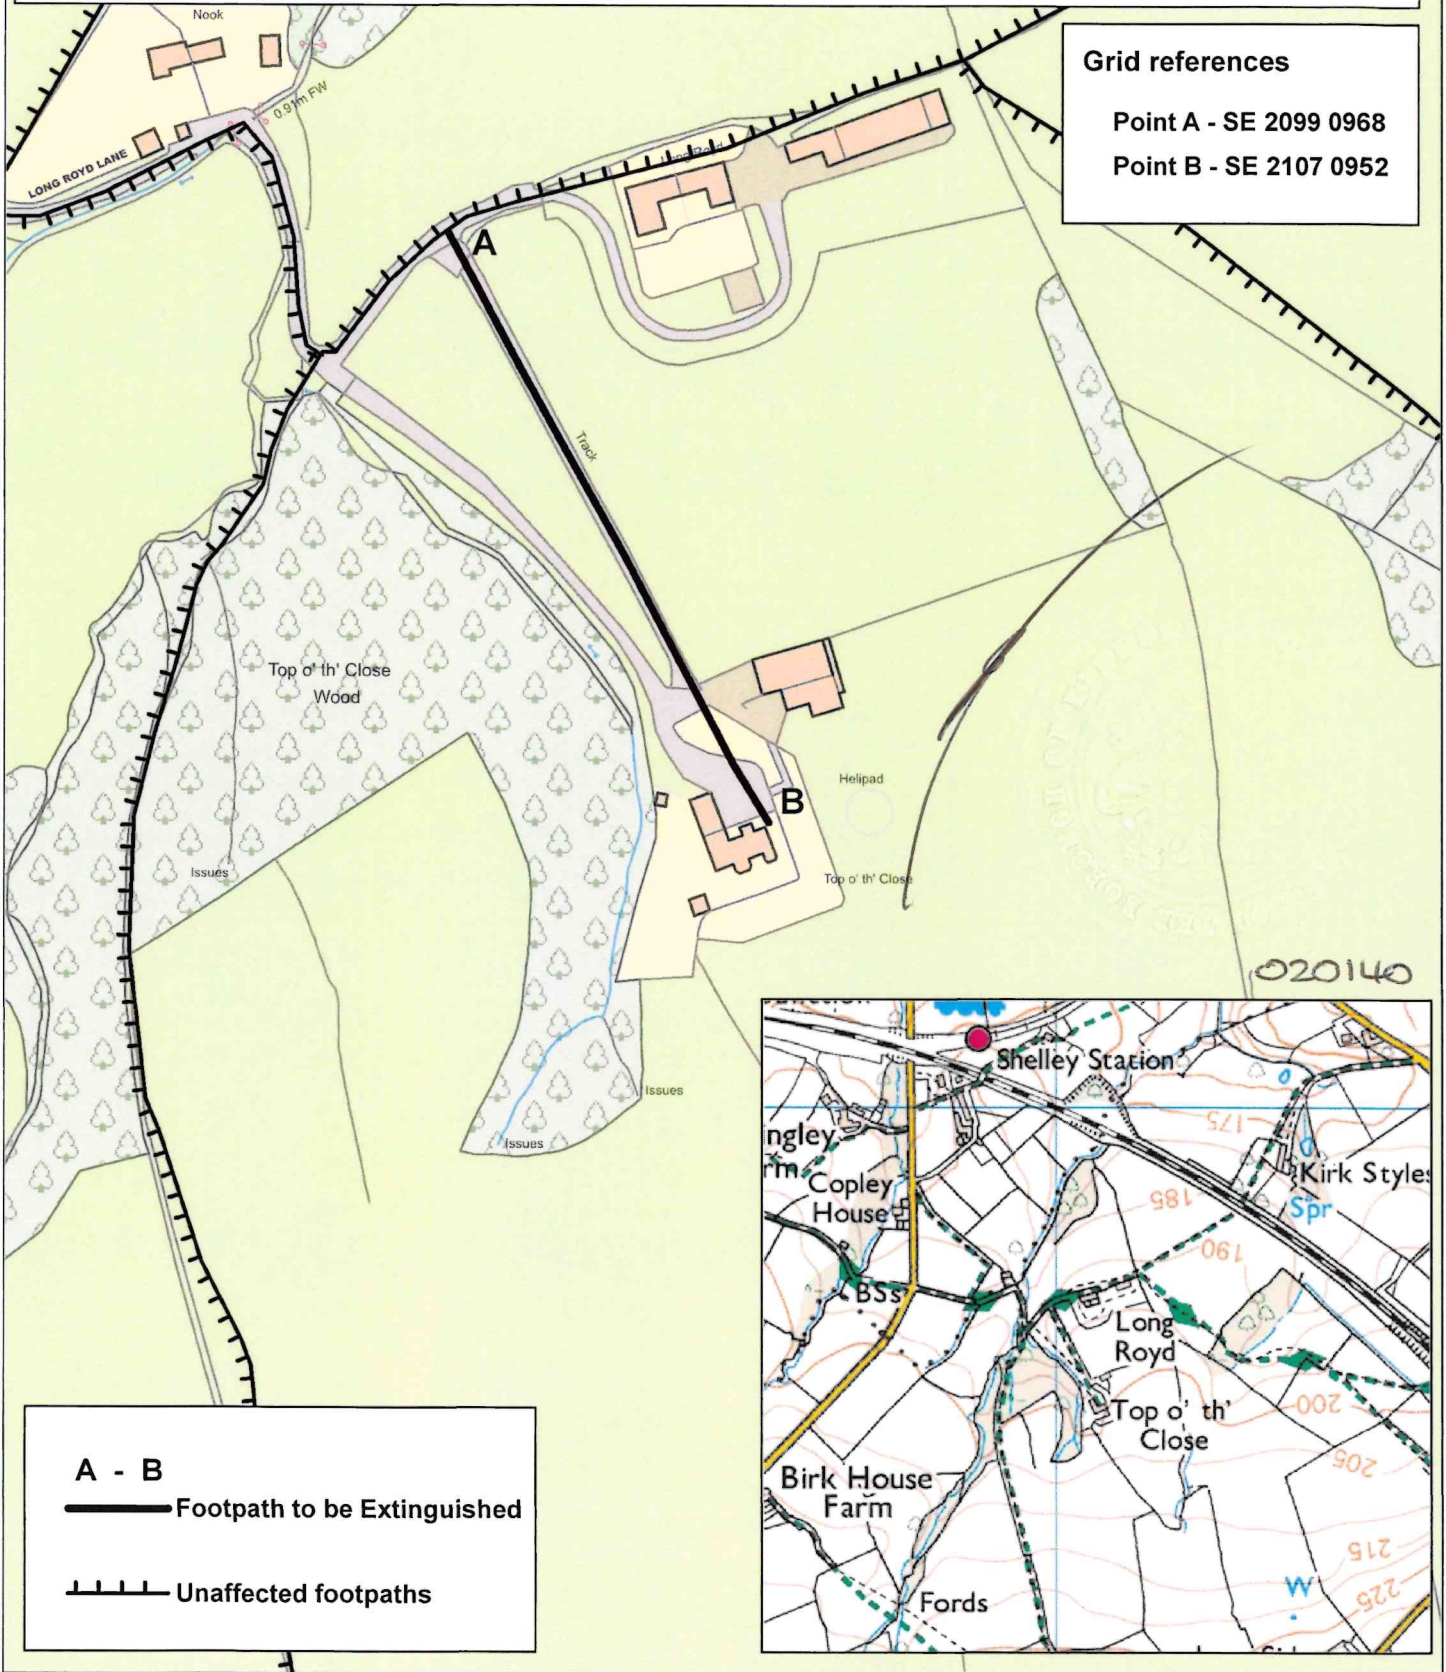 Nook
0.91m FW
LONG ROYD LANE
Grid references
Point A - SE 2099 0968
Point B - SE 2107 0952
Long Royd
A
Track
Top o' th' Close
Wood
Helipad
B
Issues
Top o' th' Close
020140
Issues
Issues
Shelley Station
175
Kirk Styles
Copley
House
185
Spr
190
BSs
Long
Royd
200
Top o' th'
Close
205
Birk House
Farm
215
W
225
Fords
A - B
Footpath to be Extinguished
Unaffected footpaths